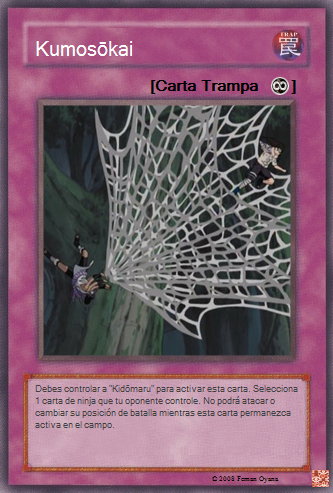 Kumosōkai
TRAP
罠
[Carta Trampa ]
Debes controlar a "Kidōmaru" para activar esta carta. Selecciona
1 carta de ninja que tu oponente controle. No podrá atacar o
cambiar su posición de batalla mientras esta carta permanezca
activa en el campo.
© 2008 Fernan Oyana